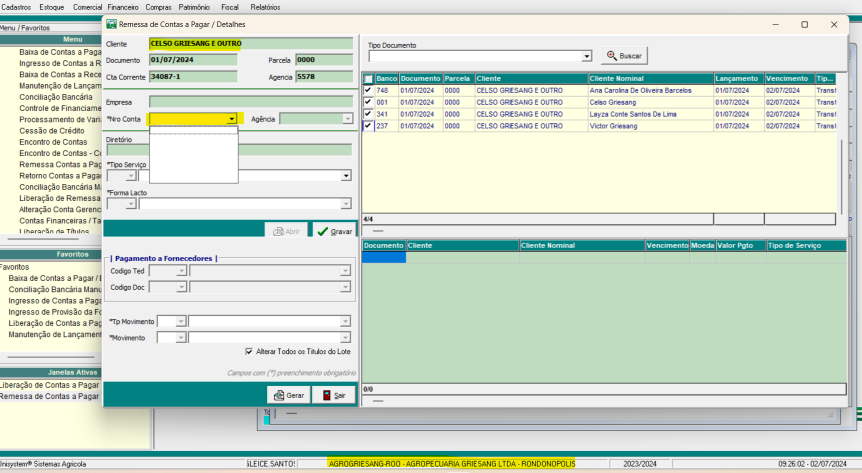 Cadastros Estoque Comercial Financeiro Compras Patrimônio Fiscal Relatórios
Menu / Favoritos
Menu
Baixa de Contas a Paga
Ingresso de Contas a R
Baixa de Contas a Rece
Manutenção de Lançam
Conciliação Bancária
Controle de Financiame
Processamento de Vari
Cessão de Crédito
Encontro de Contas
Encontro de Contas - Co
Remessa Contas a Pag
Retorno Contas a Paga
Conciliação Bancária Ma
Liberação de Remessa
Alteração Conta Gerenc
Contas Financeiras / Ta
Liberação de Títulos
Favoritos
Favoritos
Baixa de Contas a Pagar / E
Conciliação Bancária Manu
Ingresso de Contas a Paga
Ingresso de Provisão da Fo
Liberação de Contas a Pag
Manutenção de Lançament
Janelas Ativas
Liberação de Contas a Pagar
Remessa de Contas a Pagar
Remessa de Contas a Pagar / Detalhes
Cliente CELSO GRIESANG E OUTRO
Documento 01/07/2024 Parcela 0000
Cta Corrente 34087-1 Agencia 5578
Empresa
*Nro Conta Agência
Diretório
*Tipo Serviço
*Forma Lacto
Abrir Gravar
| Pagamento a Fornecedores |
Codigo Ted
Codigo Doc
*Tp Movimento
*Movimento
Alterar Todos os Titulos do Lote
Campos com (*) preenchimento obrigatório
Gerar Sair
Tipo Documento
Buscar
Banco Documento Parcela Cliente Cliente Nominal Lançamento Vencimento Tip...
748 01/07/2024 0000 CELSO GRIESANG E OUTRO Ana Carolina De Oliveira Barcelos 01/07/2024 02/07/2024 Transf
001 01/07/2024 0000 CELSO GRIESANG E OUTRO Celso Griesang 01/07/2024 02/07/2024 Transf
341 01/07/2024 0000 CELSO GRIESANG E OUTRO Layza Conte Santos De Lima 01/07/2024 02/07/2024 Transf
237 01/07/2024 0000 CELSO GRIESANG E OUTRO Victor Griesang 01/07/2024 02/07/2024 Transf
4/4
Documento Cliente Cliente Nominal Vencimento Moeda Valor Pgto Tipo de Serviço
0/0
Unisystem® Sistemas Agricola GLEICE.SANTOS AGROGRIESANG-ROO - AGROPECUARIA GRIESANG LTDA - RONDONOPOLIS 2023/2024 09:26:02 - 02/07/2024